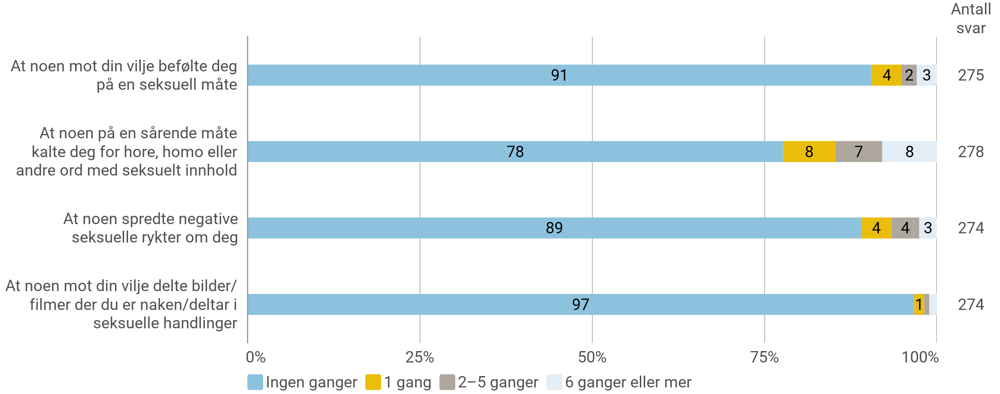 Antall
svar
At noen mot din vilje befølte deg
på en seksuell måte
91 4 2 3 275
At noen på en sårende måte
kalte deg for hore, homo eller
andre ord med seksuelt innhold
78 8 7 8 278
At noen spredte negative
seksuelle rykter om deg
89 4 4 3 274
At noen mot din vilje delte bilder/
filmer der du er naken/deltar i
seksuelle handlinger
97 1 274
0% 25% 50% 75% 100%
Ingen ganger 1 gang 2–5 ganger 6 ganger eller mer